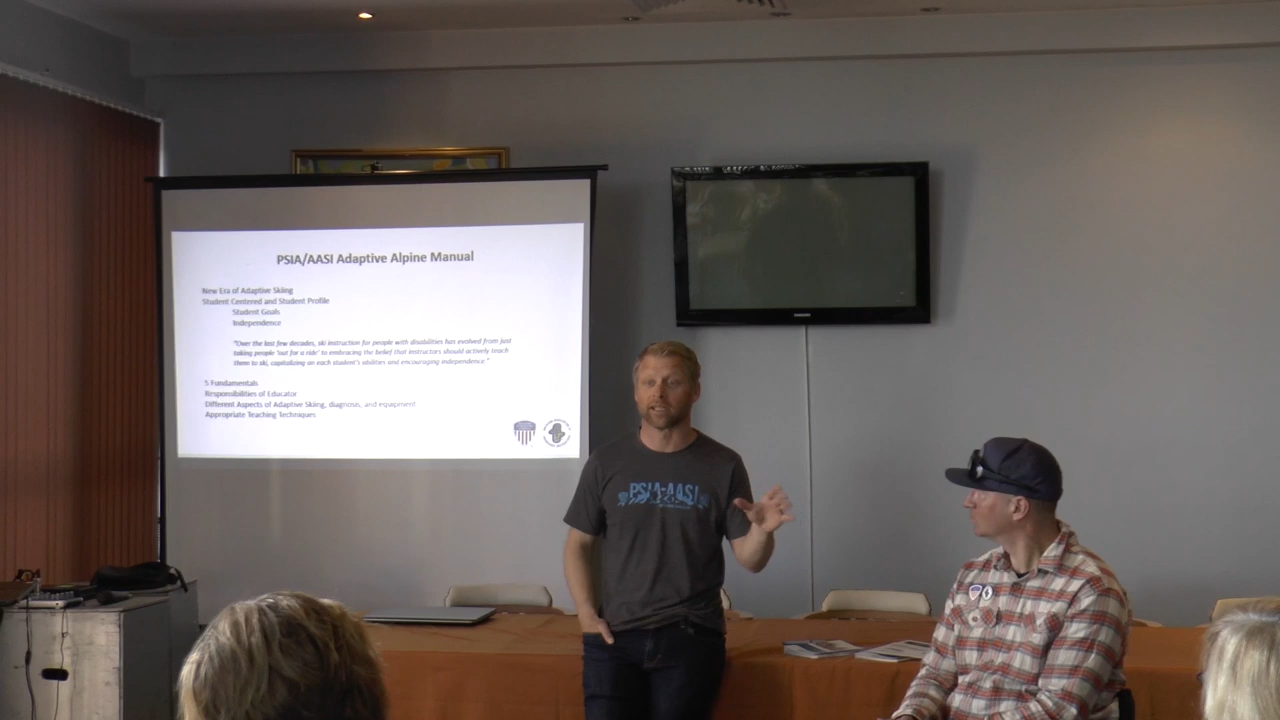 PSIA/AASI Adaptive Alpine Manual
New Era of Adaptive Skiing
Student Centered and Student Profile
Student Goals
Independence
"Over the last few decades, ski instruction for people with disabilities has evolved from just
taking people 'out for a ride' to embracing the belief that instructors should actively teach
them to ski, capitalizing on each student's abilities and encouraging independence."
5 Fundamentals
Responsibilities of Educator
Different Aspects of Adaptive Skiing, diagnosis, and equipment
Appropriate Teaching Techniques
SAMSUNG
PSIA-AASI